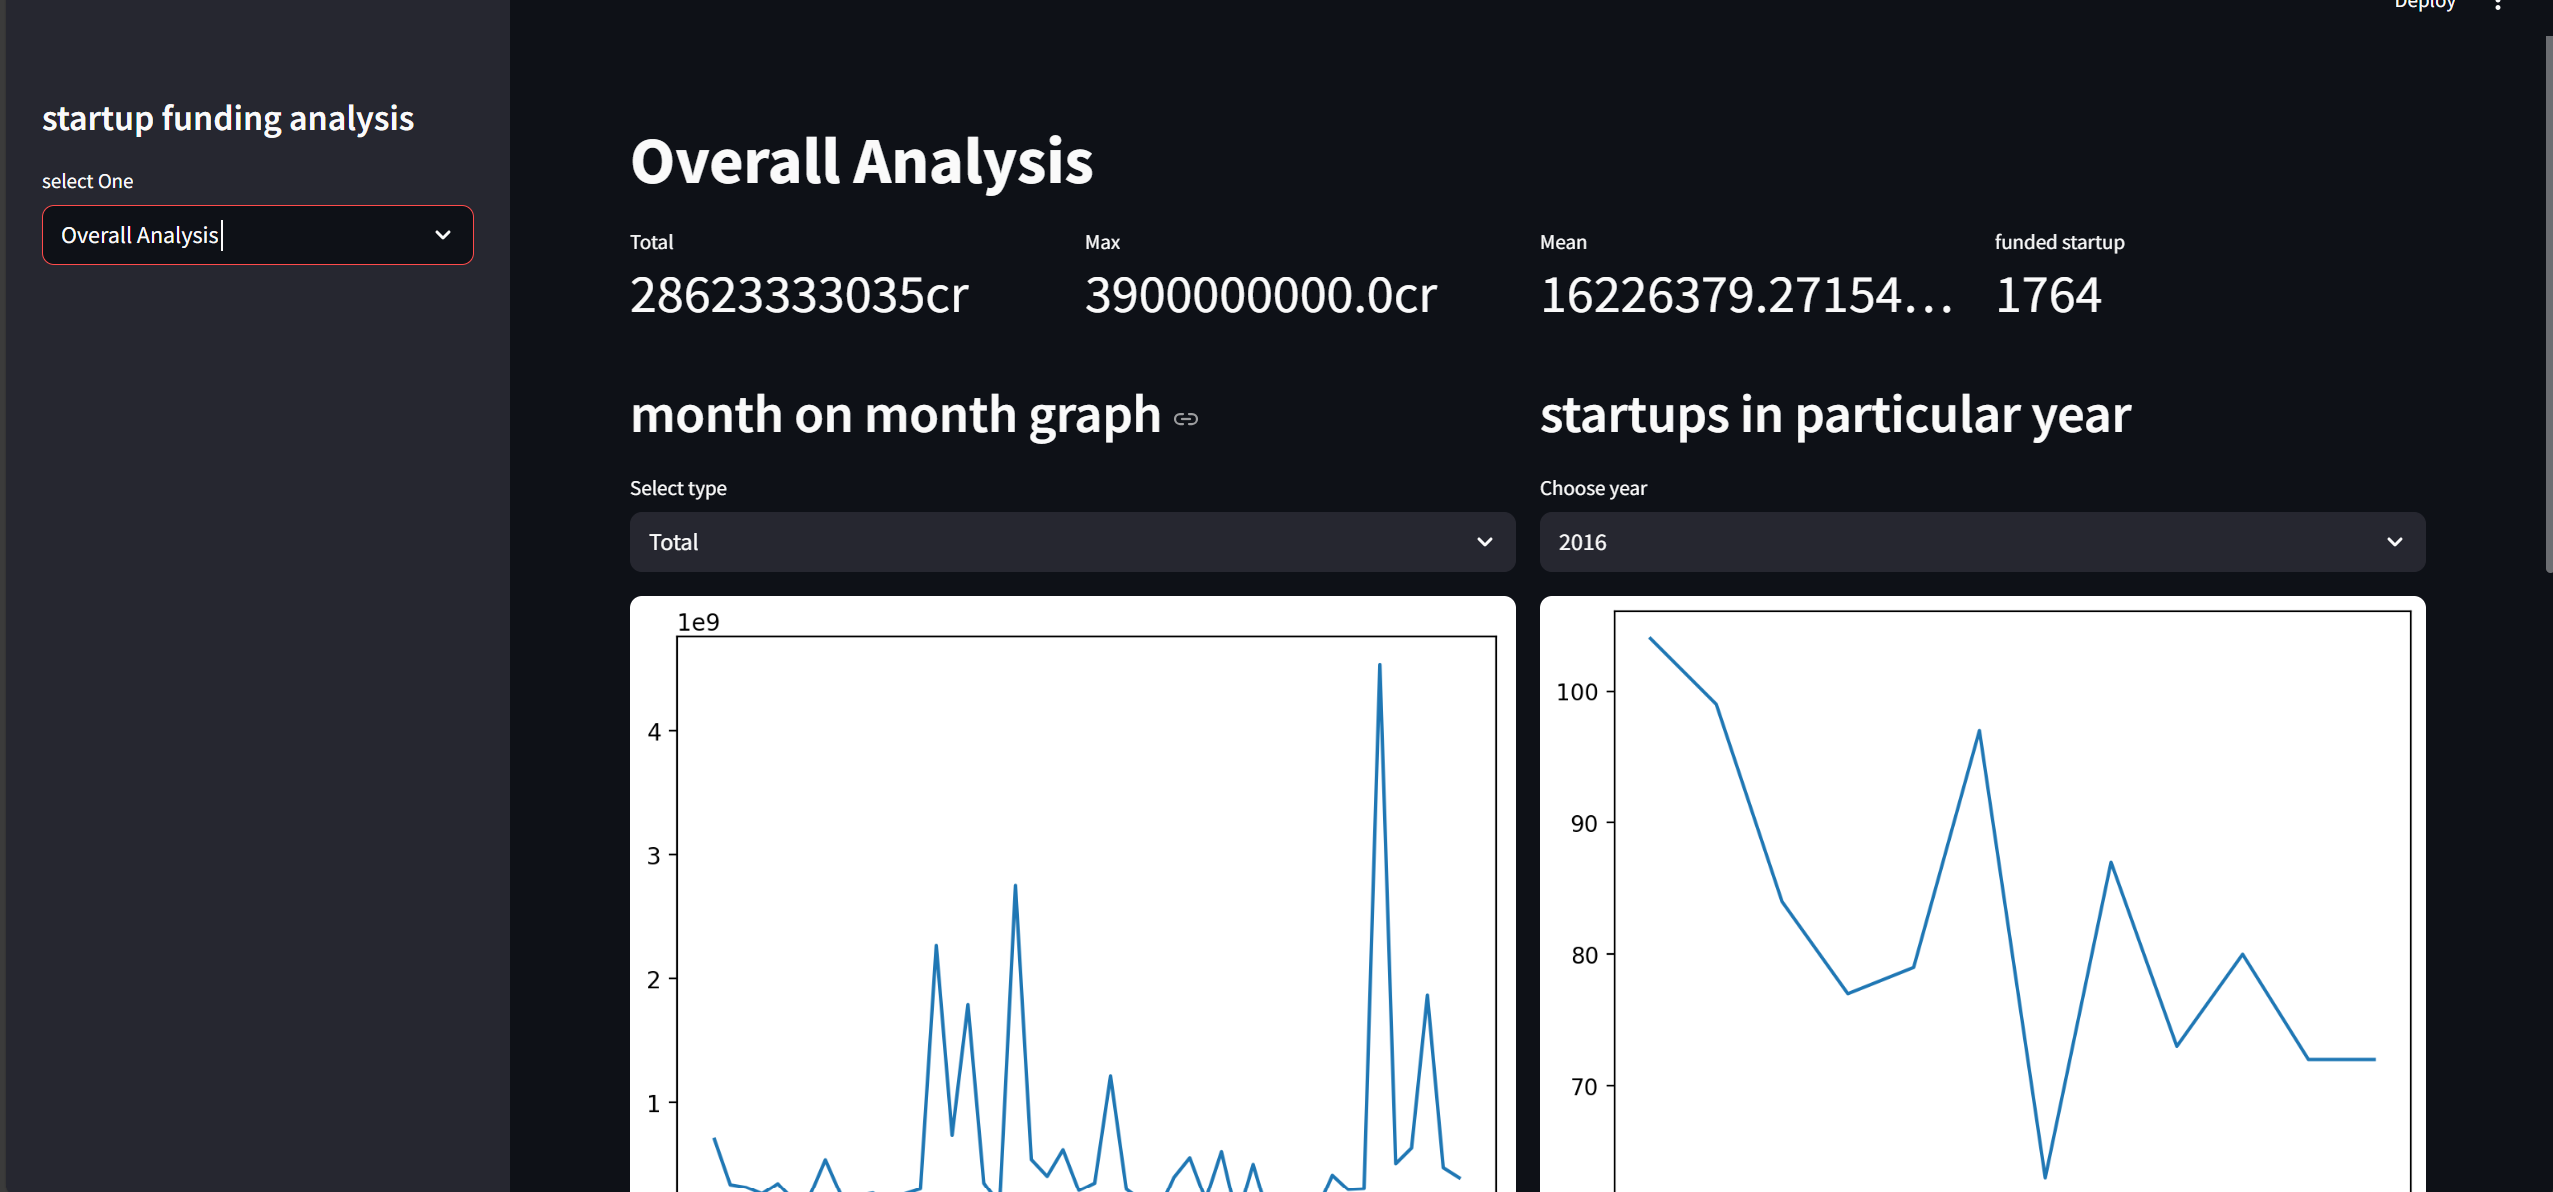 Deploy
startup funding analysis
select One
Overall Analysis
Overall Analysis
Total
28623333035cr
Max
3900000000.0cr
Mean
16226379.27154...
funded startup
1764
month on month graph
Select type
Total
1e9
4
3
2
1
startups in particular year
Choose year
2016
100
90
80
70